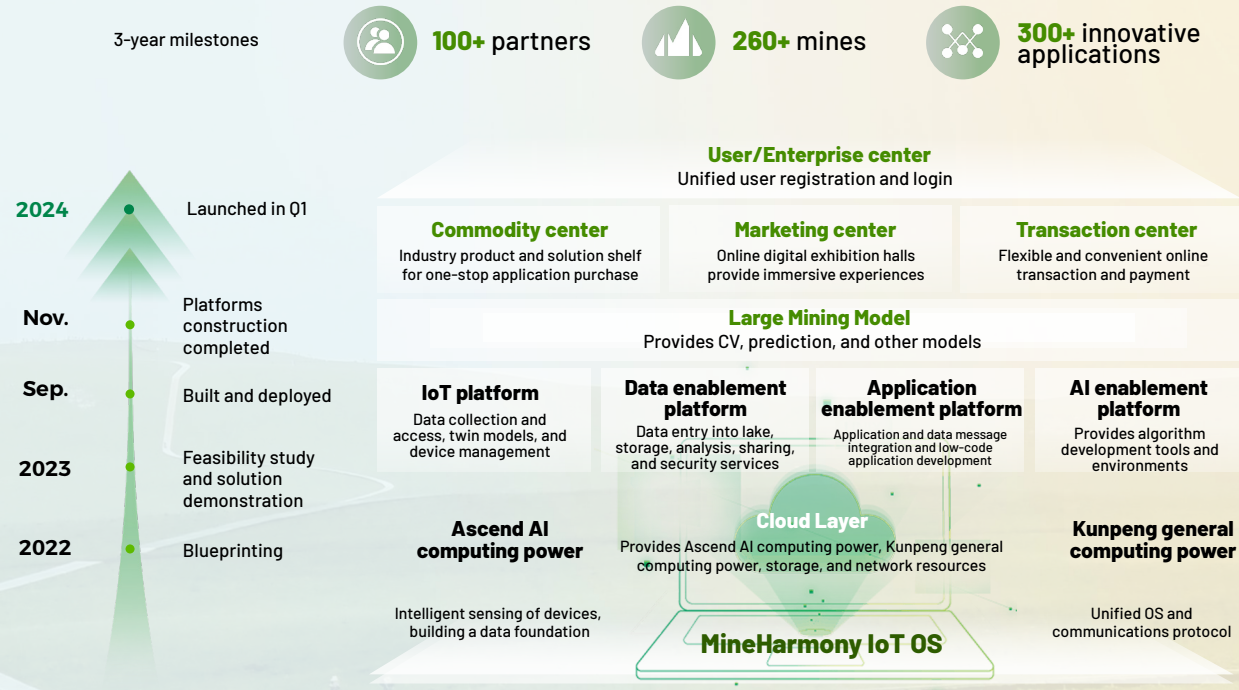 3-year milestones
100+ partners
260+ mines
300+ innovative
applications
2024
Launched in Q1
Nov.
Platforms
construction
completed
Sep.
Built and deployed
2023
Feasibility study
and solution
demonstration
2022
Blueprinting
User/Enterprise center
Unified user registration and login
Commodity center
Industry product and solution shelf
for one-stop application purchase
Marketing center
Online digital exhibition halls
provide immersive experiences
Transaction center
Flexible and convenient online
transaction and payment
Large Mining Model
Provides CV, prediction, and other models
IoT platform
Data collection and
access, twin models, and
device management
Data enablement
platform
Data entry into lake,
storage, analysis, sharing,
and security services
Application
enablement platform
Application and data message
integration and low-code
application development
AI enablement
platform
Provides algorithm
development tools and
environments
Ascend AI
computing power
Cloud Layer
Provides Ascend AI computing power, Kunpeng general
computing power, storage, and network resources
Kunpeng general
computing power
Intelligent sensing of devices,
building a data foundation
MineHarmony IoT OS
Unified OS and
communications protocol